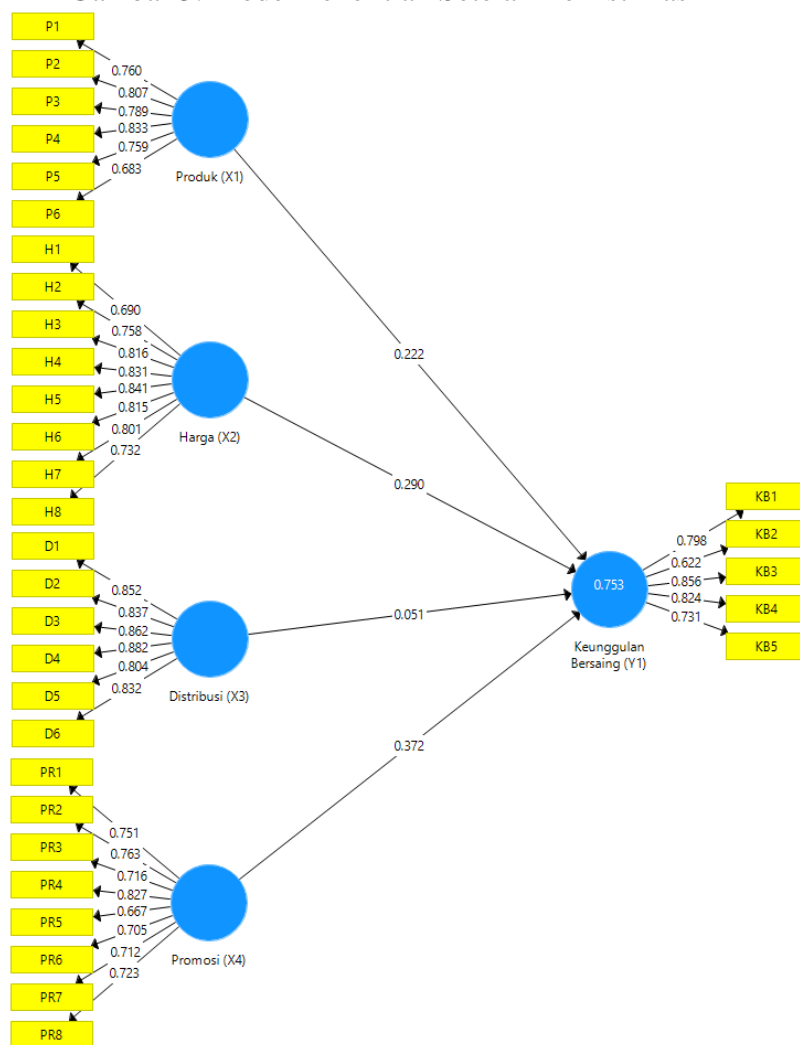 P1
P2
P3
P4
P5
P6
0.760
0.807
0.789
0.833
0.759
0.683
Produk (X1)
H1
H2
H3
H4
H5
H6
H7
H8
0.690
0.758
0.816
0.831
0.841
0.815
0.801
0.732
Harga (X2)
D1
D2
D3
D4
D5
D6
0.852
0.837
0.862
0.882
0.804
0.832
Distribusi (X3)
PR1
PR2
PR3
PR4
PR5
PR6
PR7
PR8
0.751
0.763
0.716
0.827
0.667
0.705
0.712
0.723
Promosi (X4)
0.222
0.290
0.051
0.372
0.753
Keunggulan
Bersaing (Y1)
0.798
0.622
0.856
0.824
0.731
KB1
KB2
KB3
KB4
KB5